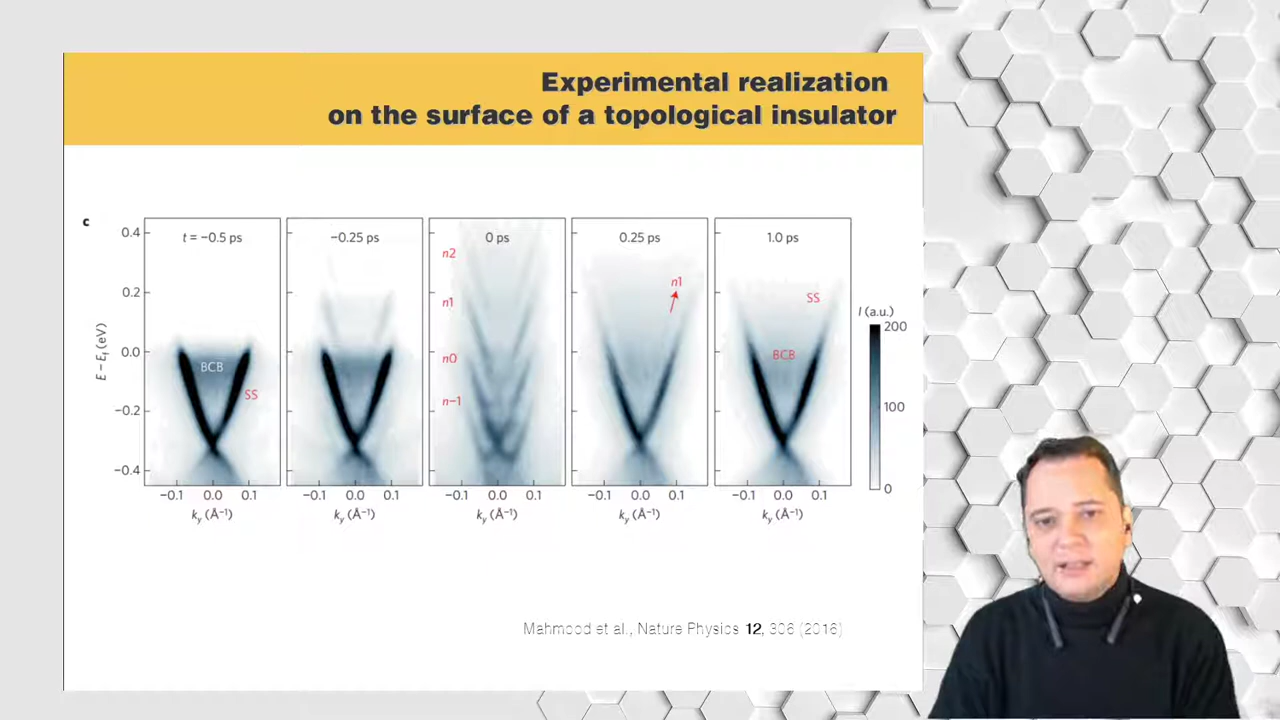 Experimental realization
on the surface of a topological insulator
c
t = −0.5 ps
−0.25 ps
0 ps
0.25 ps
1.0 ps
0.4
0.2
0.0
−0.2
−0.4
E − Ef (eV)
BCB
SS
n2
n1
n0
n−1
n1
SS
BCB
I (a.u.)
200
100
0
−0.1 0.0 0.1
−0.1 0.0 0.1
−0.1 0.0 0.1
−0.1 0.0 0.1
−0.1 0.0 0.1
ky (Å⁻¹)
ky (Å⁻¹)
ky (Å⁻¹)
ky (Å⁻¹)
ky (Å⁻¹)
Mahmood et al., Nature Physics 12, 306 (2016)